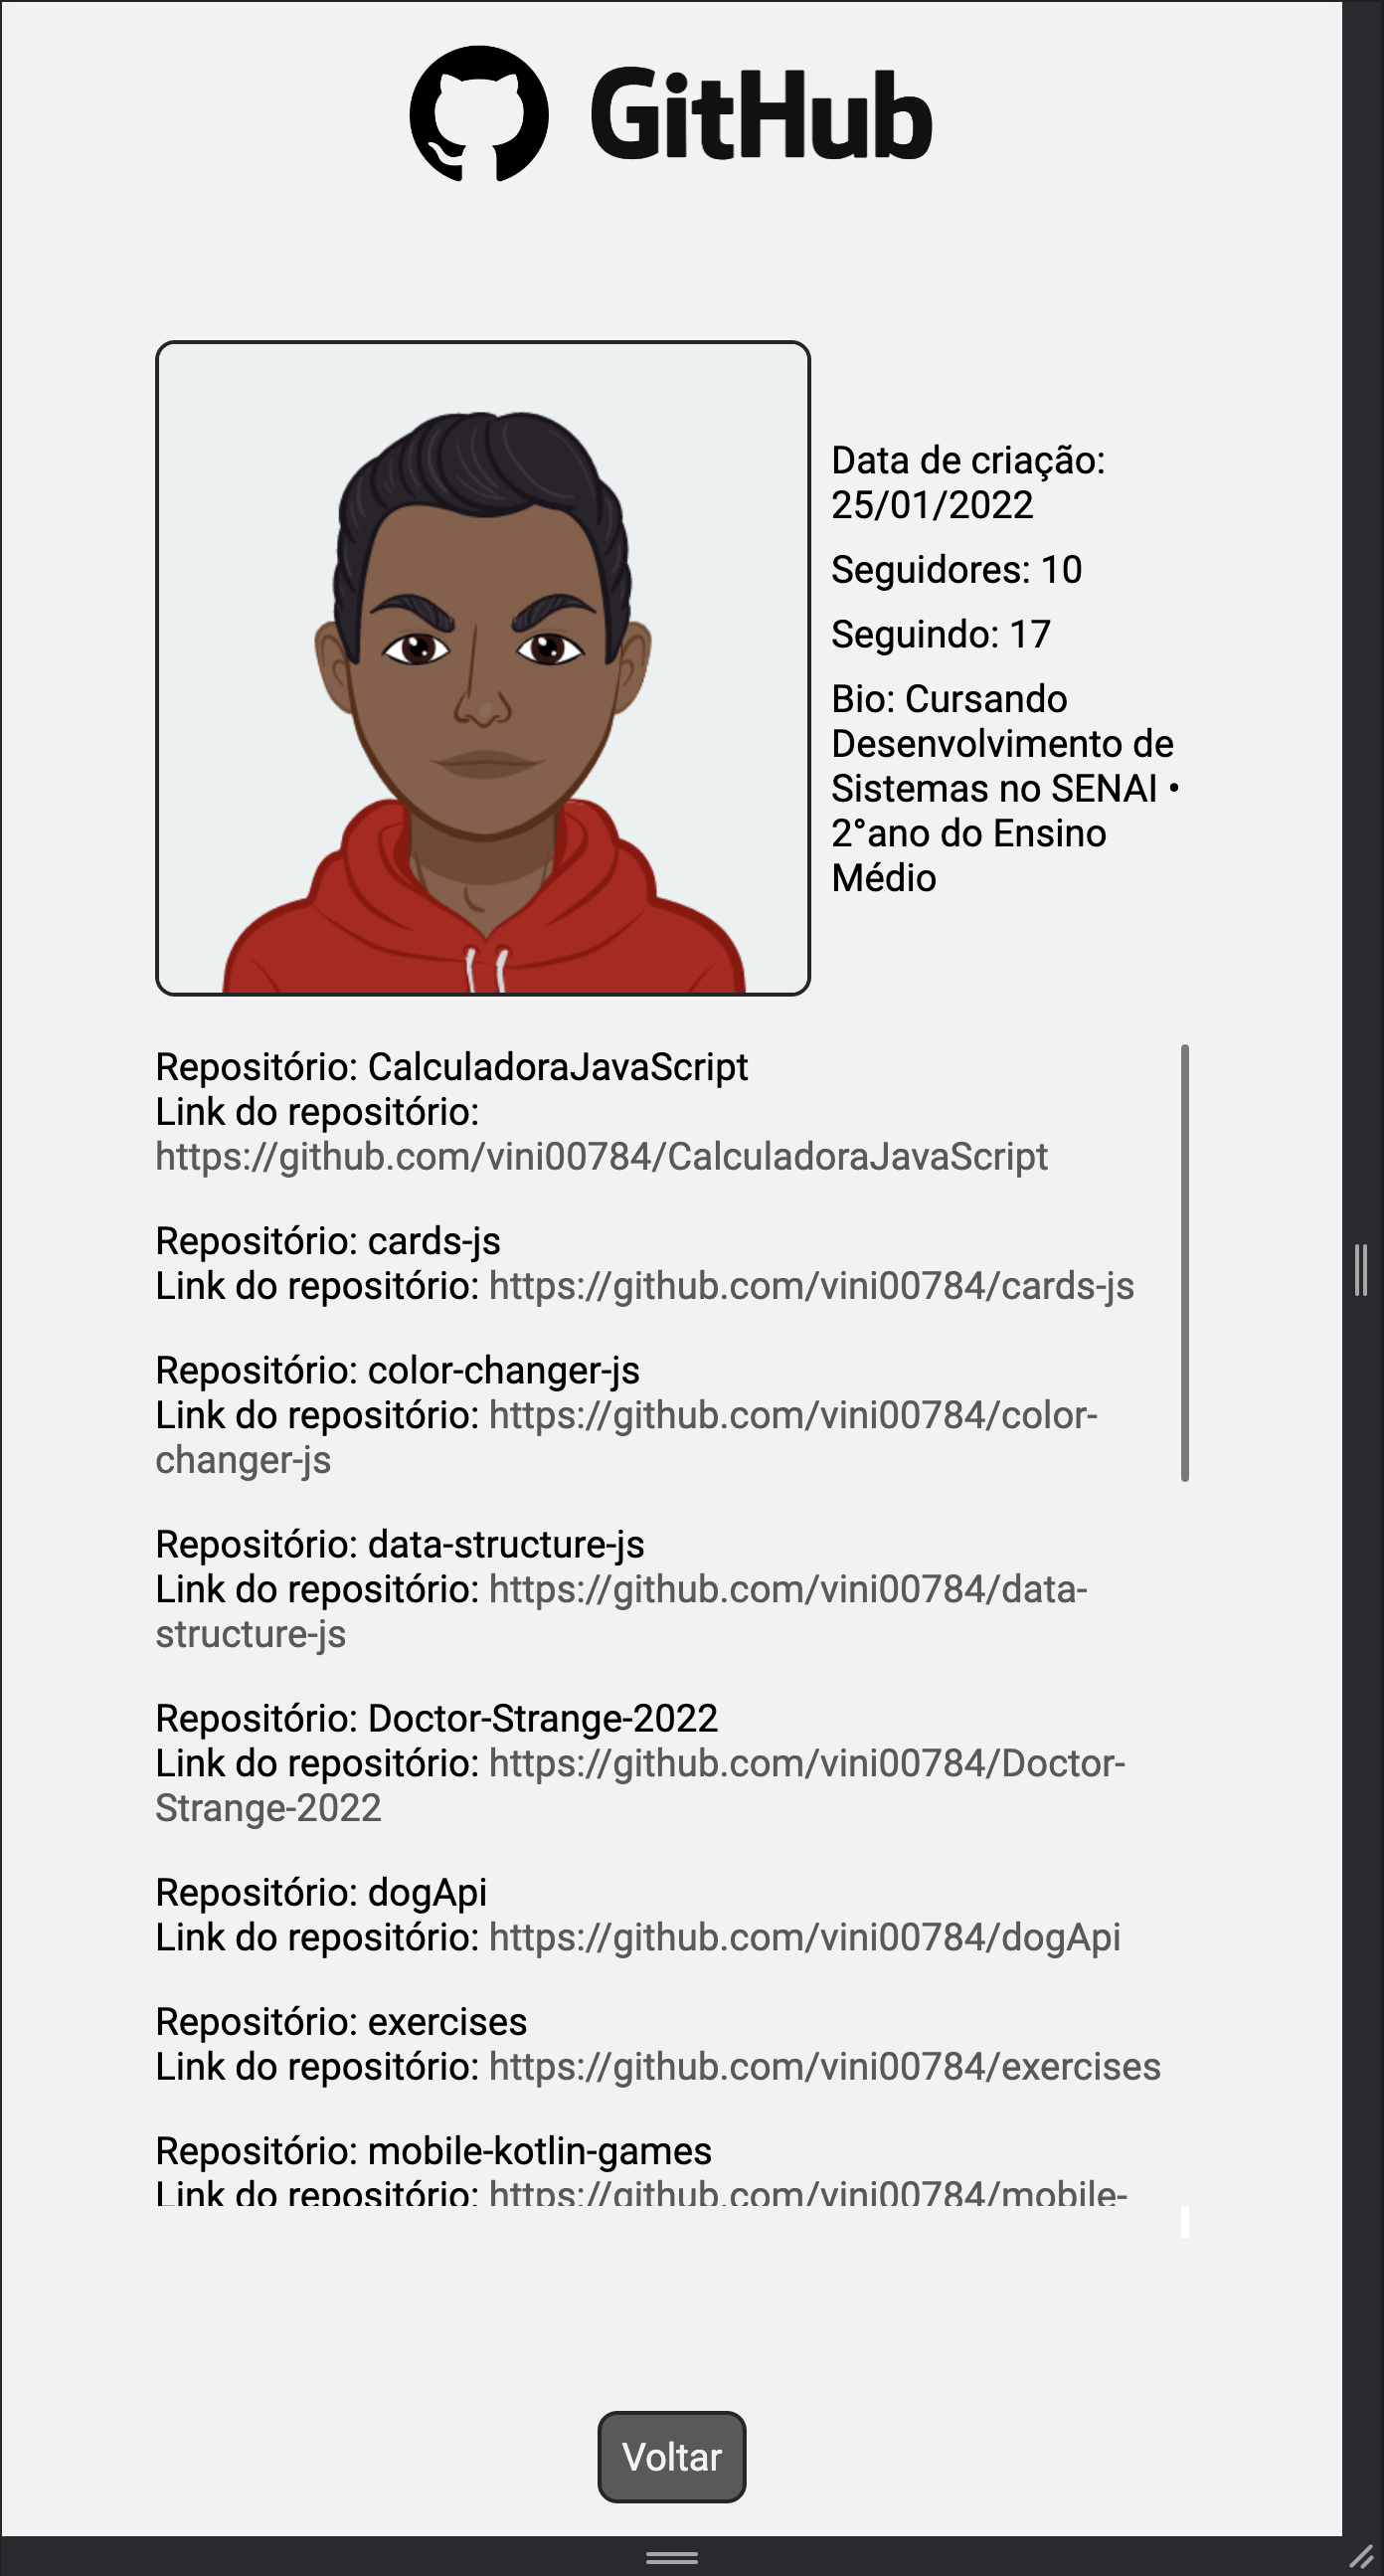 GitHub
Data de criação:
25/01/2022
Seguidores: 10
Seguindo: 17
Bio: Cursando
Desenvolvimento de
Sistemas no SENAI •
2°ano do Ensino
Médio
Repositório: CalculadoraJavaScript
Link do repositório:
https://github.com/vini00784/CalculadoraJavaScript
Repositório: cards-js
Link do repositório: https://github.com/vini00784/cards-js
Repositório: color-changer-js
Link do repositório: https://github.com/vini00784/color-
changer-js
Repositório: data-structure-js
Link do repositório: https://github.com/vini00784/data-
structure-js
Repositório: Doctor-Strange-2022
Link do repositório: https://github.com/vini00784/Doctor-
Strange-2022
Repositório: dogApi
Link do repositório: https://github.com/vini00784/dogApi
Repositório: exercises
Link do repositório: https://github.com/vini00784/exercises
Repositório: mobile-kotlin-games
Link do repositório: https://github.com/vini00784/mobile-
Voltar